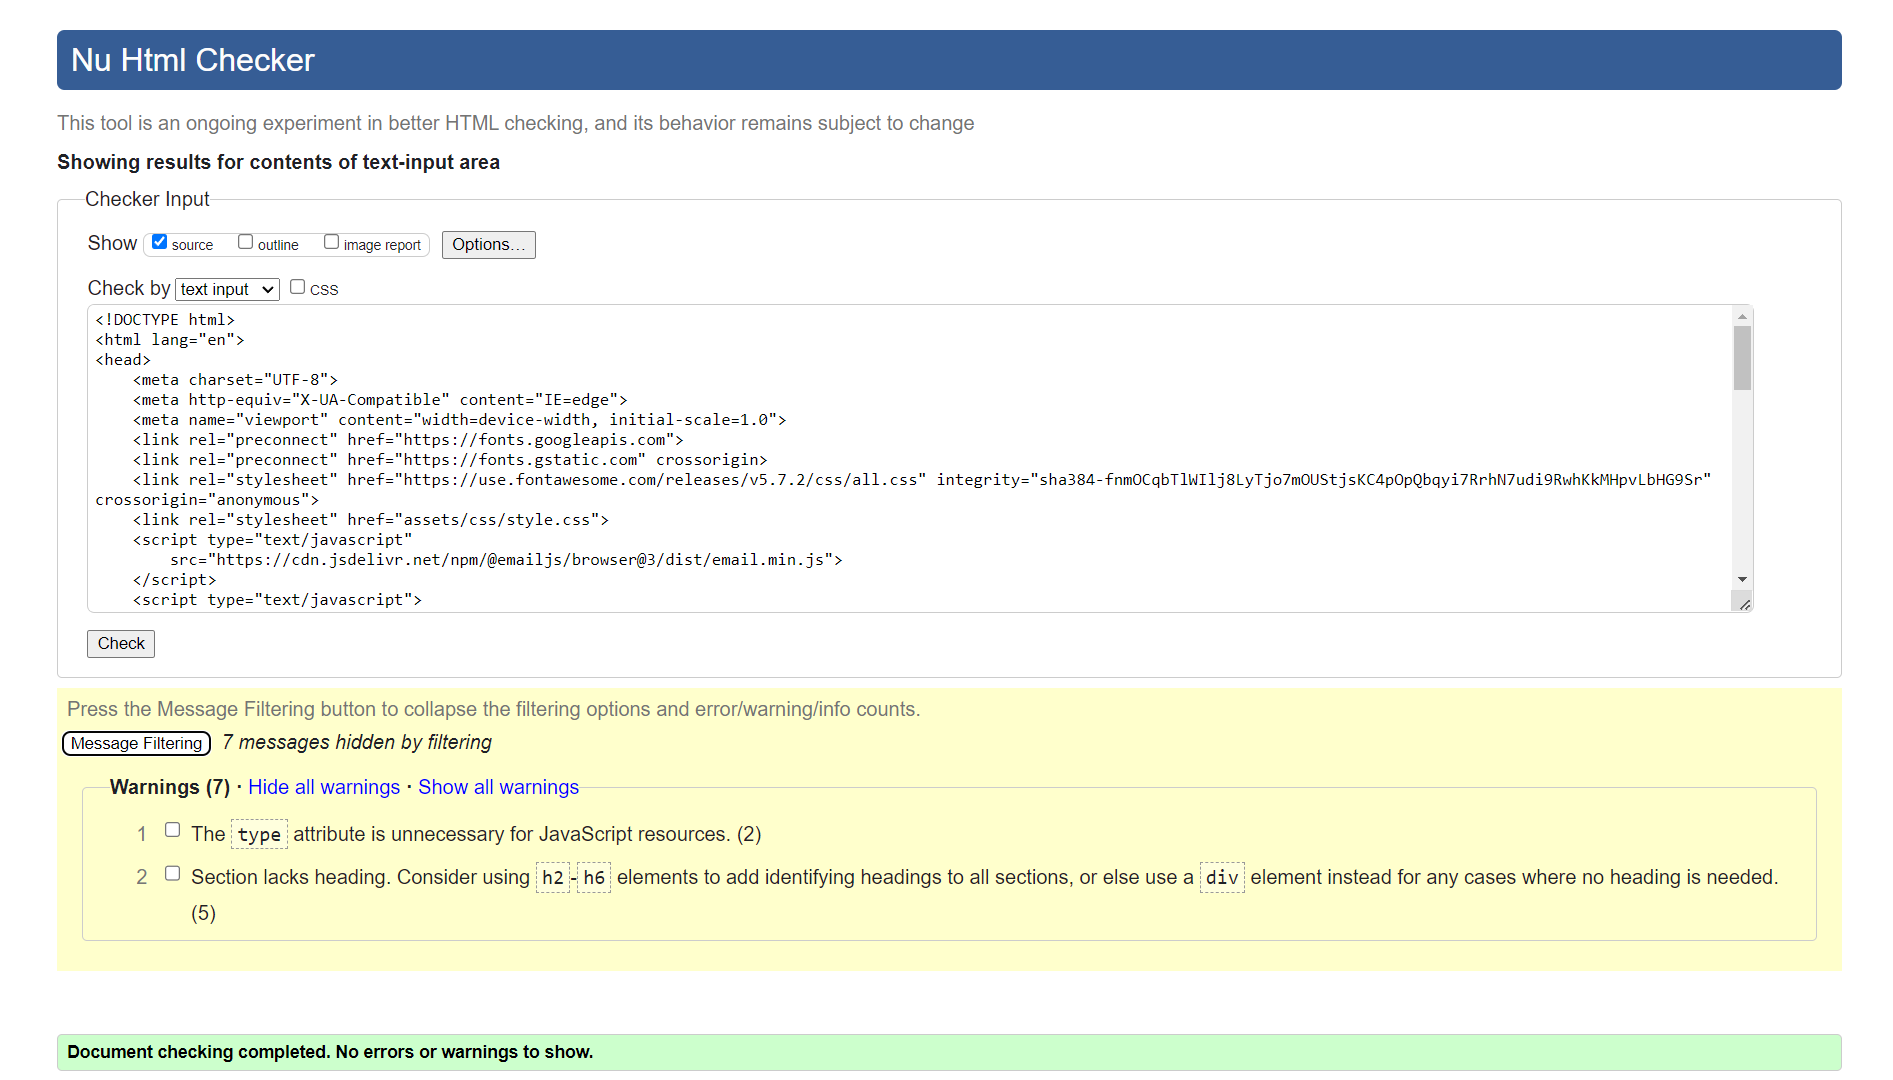 Nu Html Checker
This tool is an ongoing experiment in better HTML checking, and its behavior remains subject to change
Showing results for contents of text-input area
Checker Input
Show source outline image report Options...
Check by text input CSS
<!DOCTYPE html>
<html lang="en">
<head>
<meta charset="UTF-8">
<meta http-equiv="X-UA-Compatible" content="IE=edge">
<meta name="viewport" content="width=device-width, initial-scale=1.0">
<link rel="preconnect" href="https://fonts.googleapis.com">
<link rel="preconnect" href="https://fonts.gstatic.com" crossorigin>
<link rel="stylesheet" href="https://use.fontawesome.com/releases/v5.7.2/css/all.css" integrity="sha384-fnmOCqbTlWIlj8LyTjo7mOUStjsKC4pOpQbqyi7RrhN7udi9RwhKkMHpvLbHG9Sr"
crossorigin="anonymous">
<link rel="stylesheet" href="assets/css/style.css">
<script type="text/javascript"
src="https://cdn.jsdelivr.net/npm/@emailjs/browser@3/dist/email.min.js">
</script>
<script type="text/javascript">
Check
Press the Message Filtering button to collapse the filtering options and error/warning/info counts.
Message Filtering 7 messages hidden by filtering
Warnings (7) · Hide all warnings · Show all warnings
1 The type attribute is unnecessary for JavaScript resources. (2)
2 Section lacks heading. Consider using h2-h6 elements to add identifying headings to all sections, or else use a div element instead for any cases where no heading is needed.
(5)
Document checking completed. No errors or warnings to show.